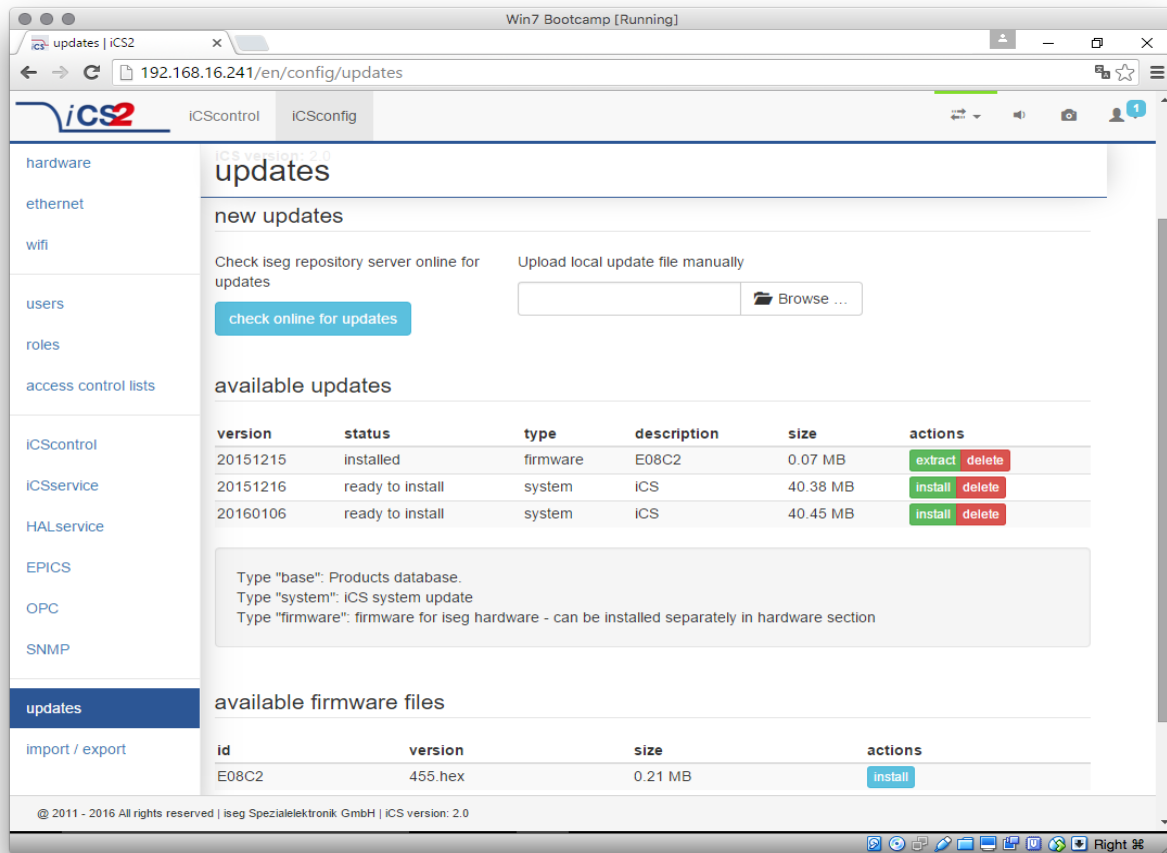 Win7 Bootcamp [Running]
iCS updates | iCS2
192.168.16.241/en/config/updates
iCS2 iCScontrol iCSconfig 1
hardware
ethernet
wifi
users
roles
access control lists
iCScontrol
iCSservice
HALservice
EPICS
OPC
SNMP
updates
import / export
iCS version: 2.0
updates
new updates
Check iseg repository server online for
updates
check online for updates
Upload local update file manually
Browse ...
available updates
version status type description size actions
20151215 installed firmware E08C2 0.07 MB extract delete
20151216 ready to install system iCS 40.38 MB install delete
20160106 ready to install system iCS 40.45 MB install delete
Type "base": Products database.
Type "system": iCS system update
Type "firmware": firmware for iseg hardware - can be installed separately in hardware section
available firmware files
id version size actions
E08C2 455.hex 0.21 MB install
@ 2011 - 2016 All rights reserved | iseg Spezialelektronik GmbH | iCS version: 2.0
Right ⌘